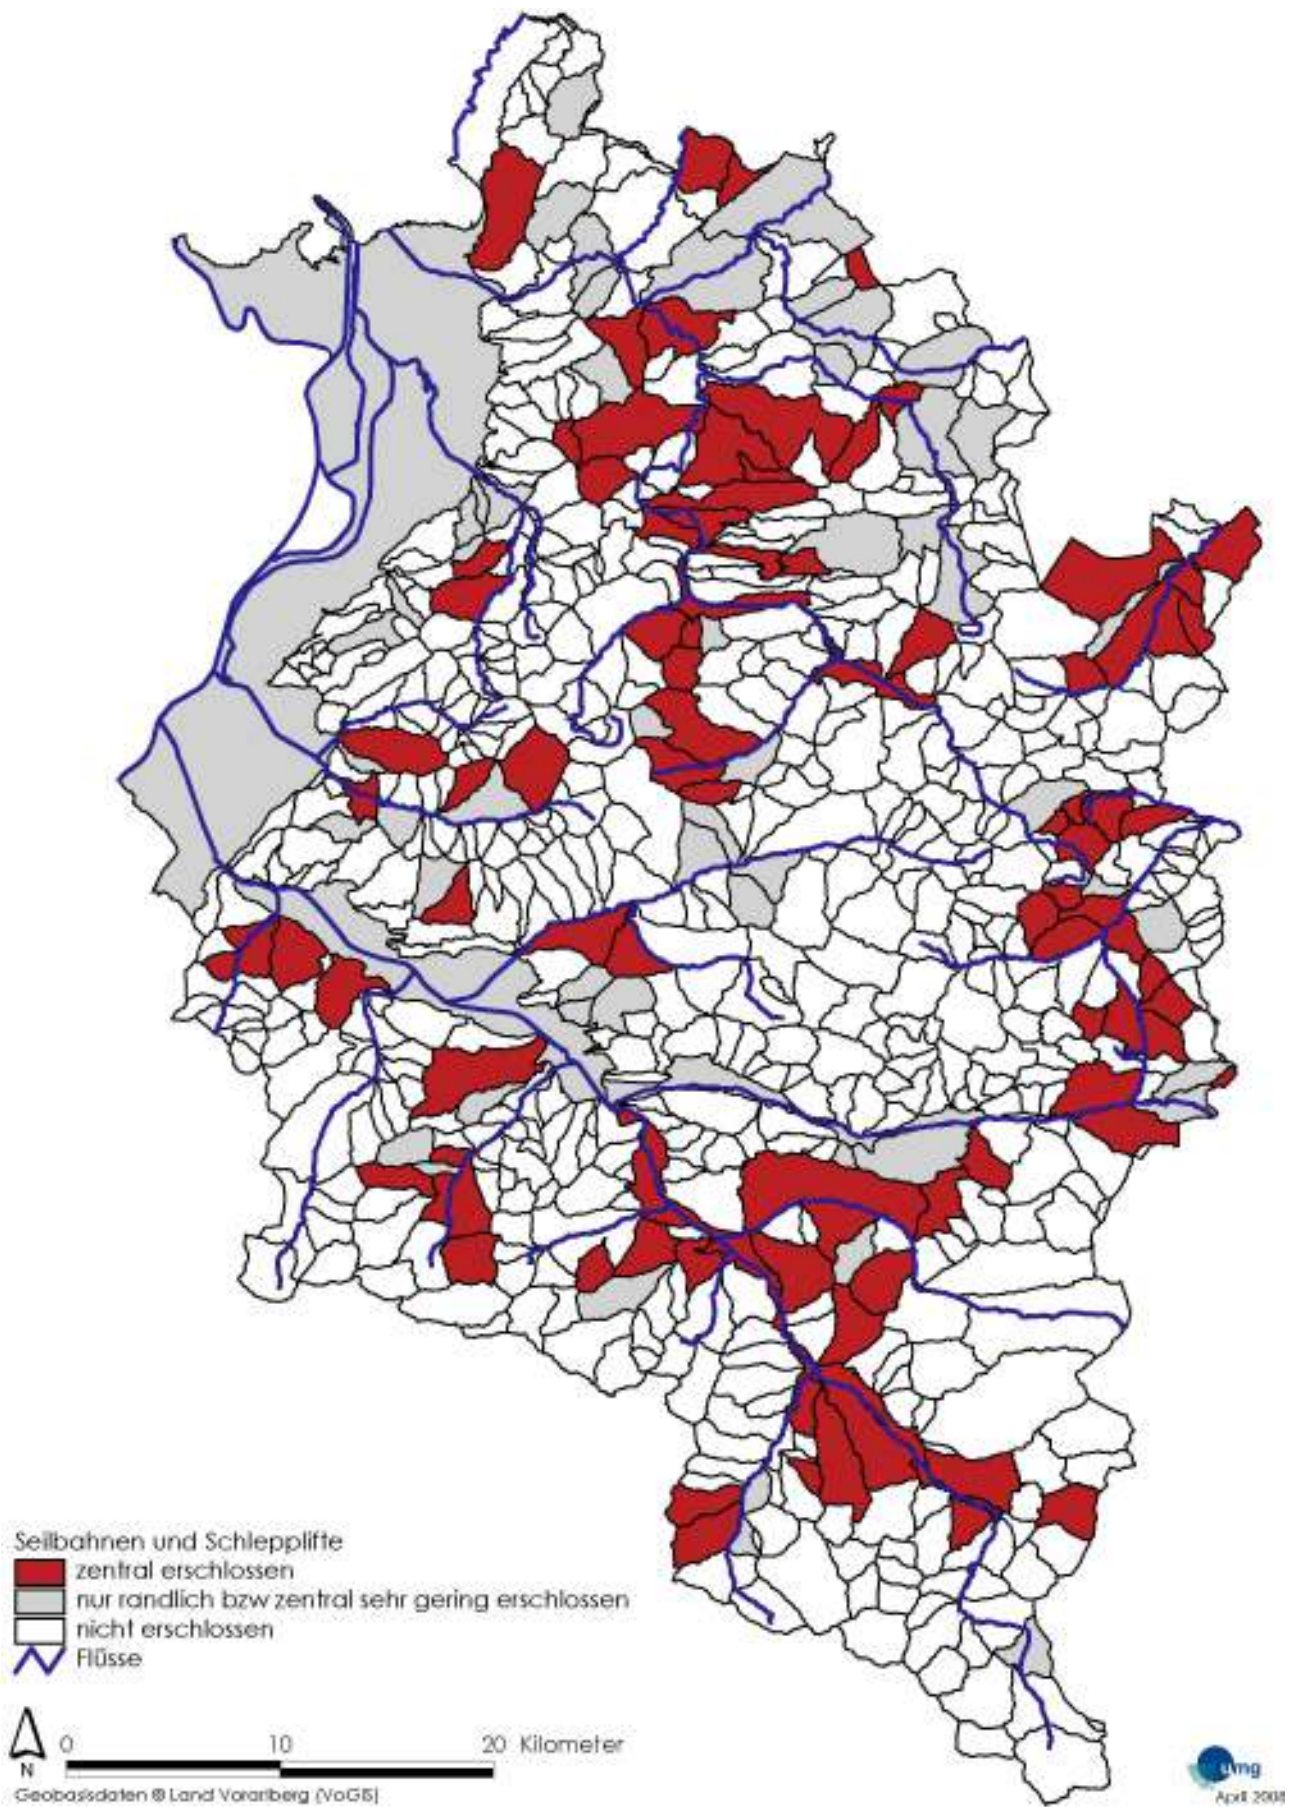 Seilbahnen und Schlepplifte
zentral erschlossen
nur randlich bzw zentral sehr gering erschlossen
nicht erschlossen
Flüsse
0 10 20 Kilometer
N
Geobasisdaten © Land Vorarlberg (VoGIS)
umg
April 2008